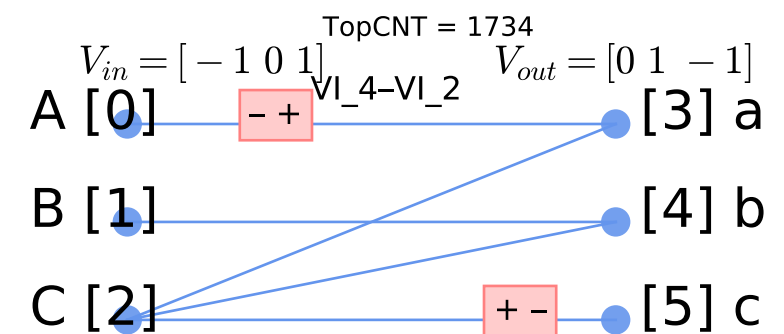 TopCNT = 1734
V_in = [ − 1 0 1] V_out = [0 1 − 1]
VI_4–VI_2
A [0] – + [3] a
B [1] [4] b
C [2] + – [5] c